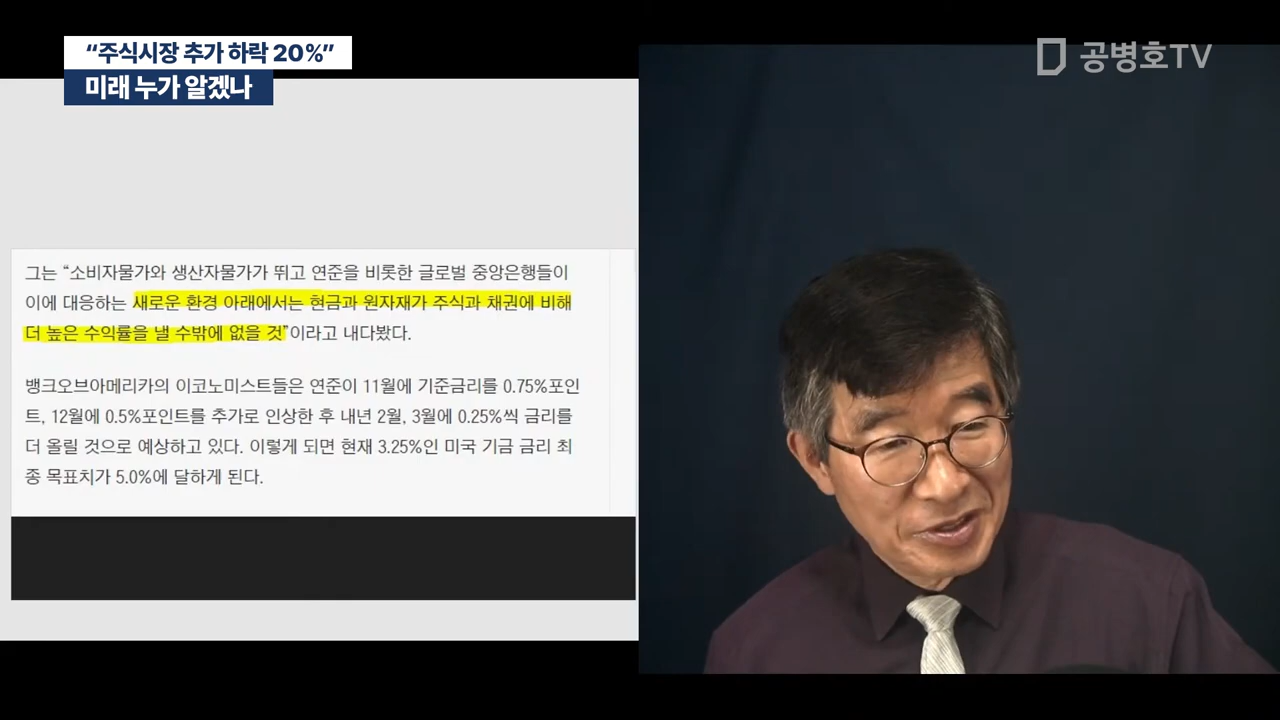 “주식시장 추가 하락 20%”
미래 누가 알겠나
공병호TV
그는 “소비자물가와 생산자물가가 뛰고 연준을 비롯한 글로벌 중앙은행들이
이에 대응하는 새로운 환경 아래에서는 현금과 원자재가 주식과 채권에 비해
더 높은 수익률을 낼 수밖에 없을 것”이라고 내다봤다.
뱅크오브아메리카의 이코노미스트들은 연준이 11월에 기준금리를 0.75%포인
트, 12월에 0.5%포인트를 추가로 인상한 후 내년 2월, 3월에 0.25%씩 금리를
더 올릴 것으로 예상하고 있다. 이렇게 되면 현재 3.25%인 미국 기금 금리 최
종 목표치가 5.0%에 달하게 된다.